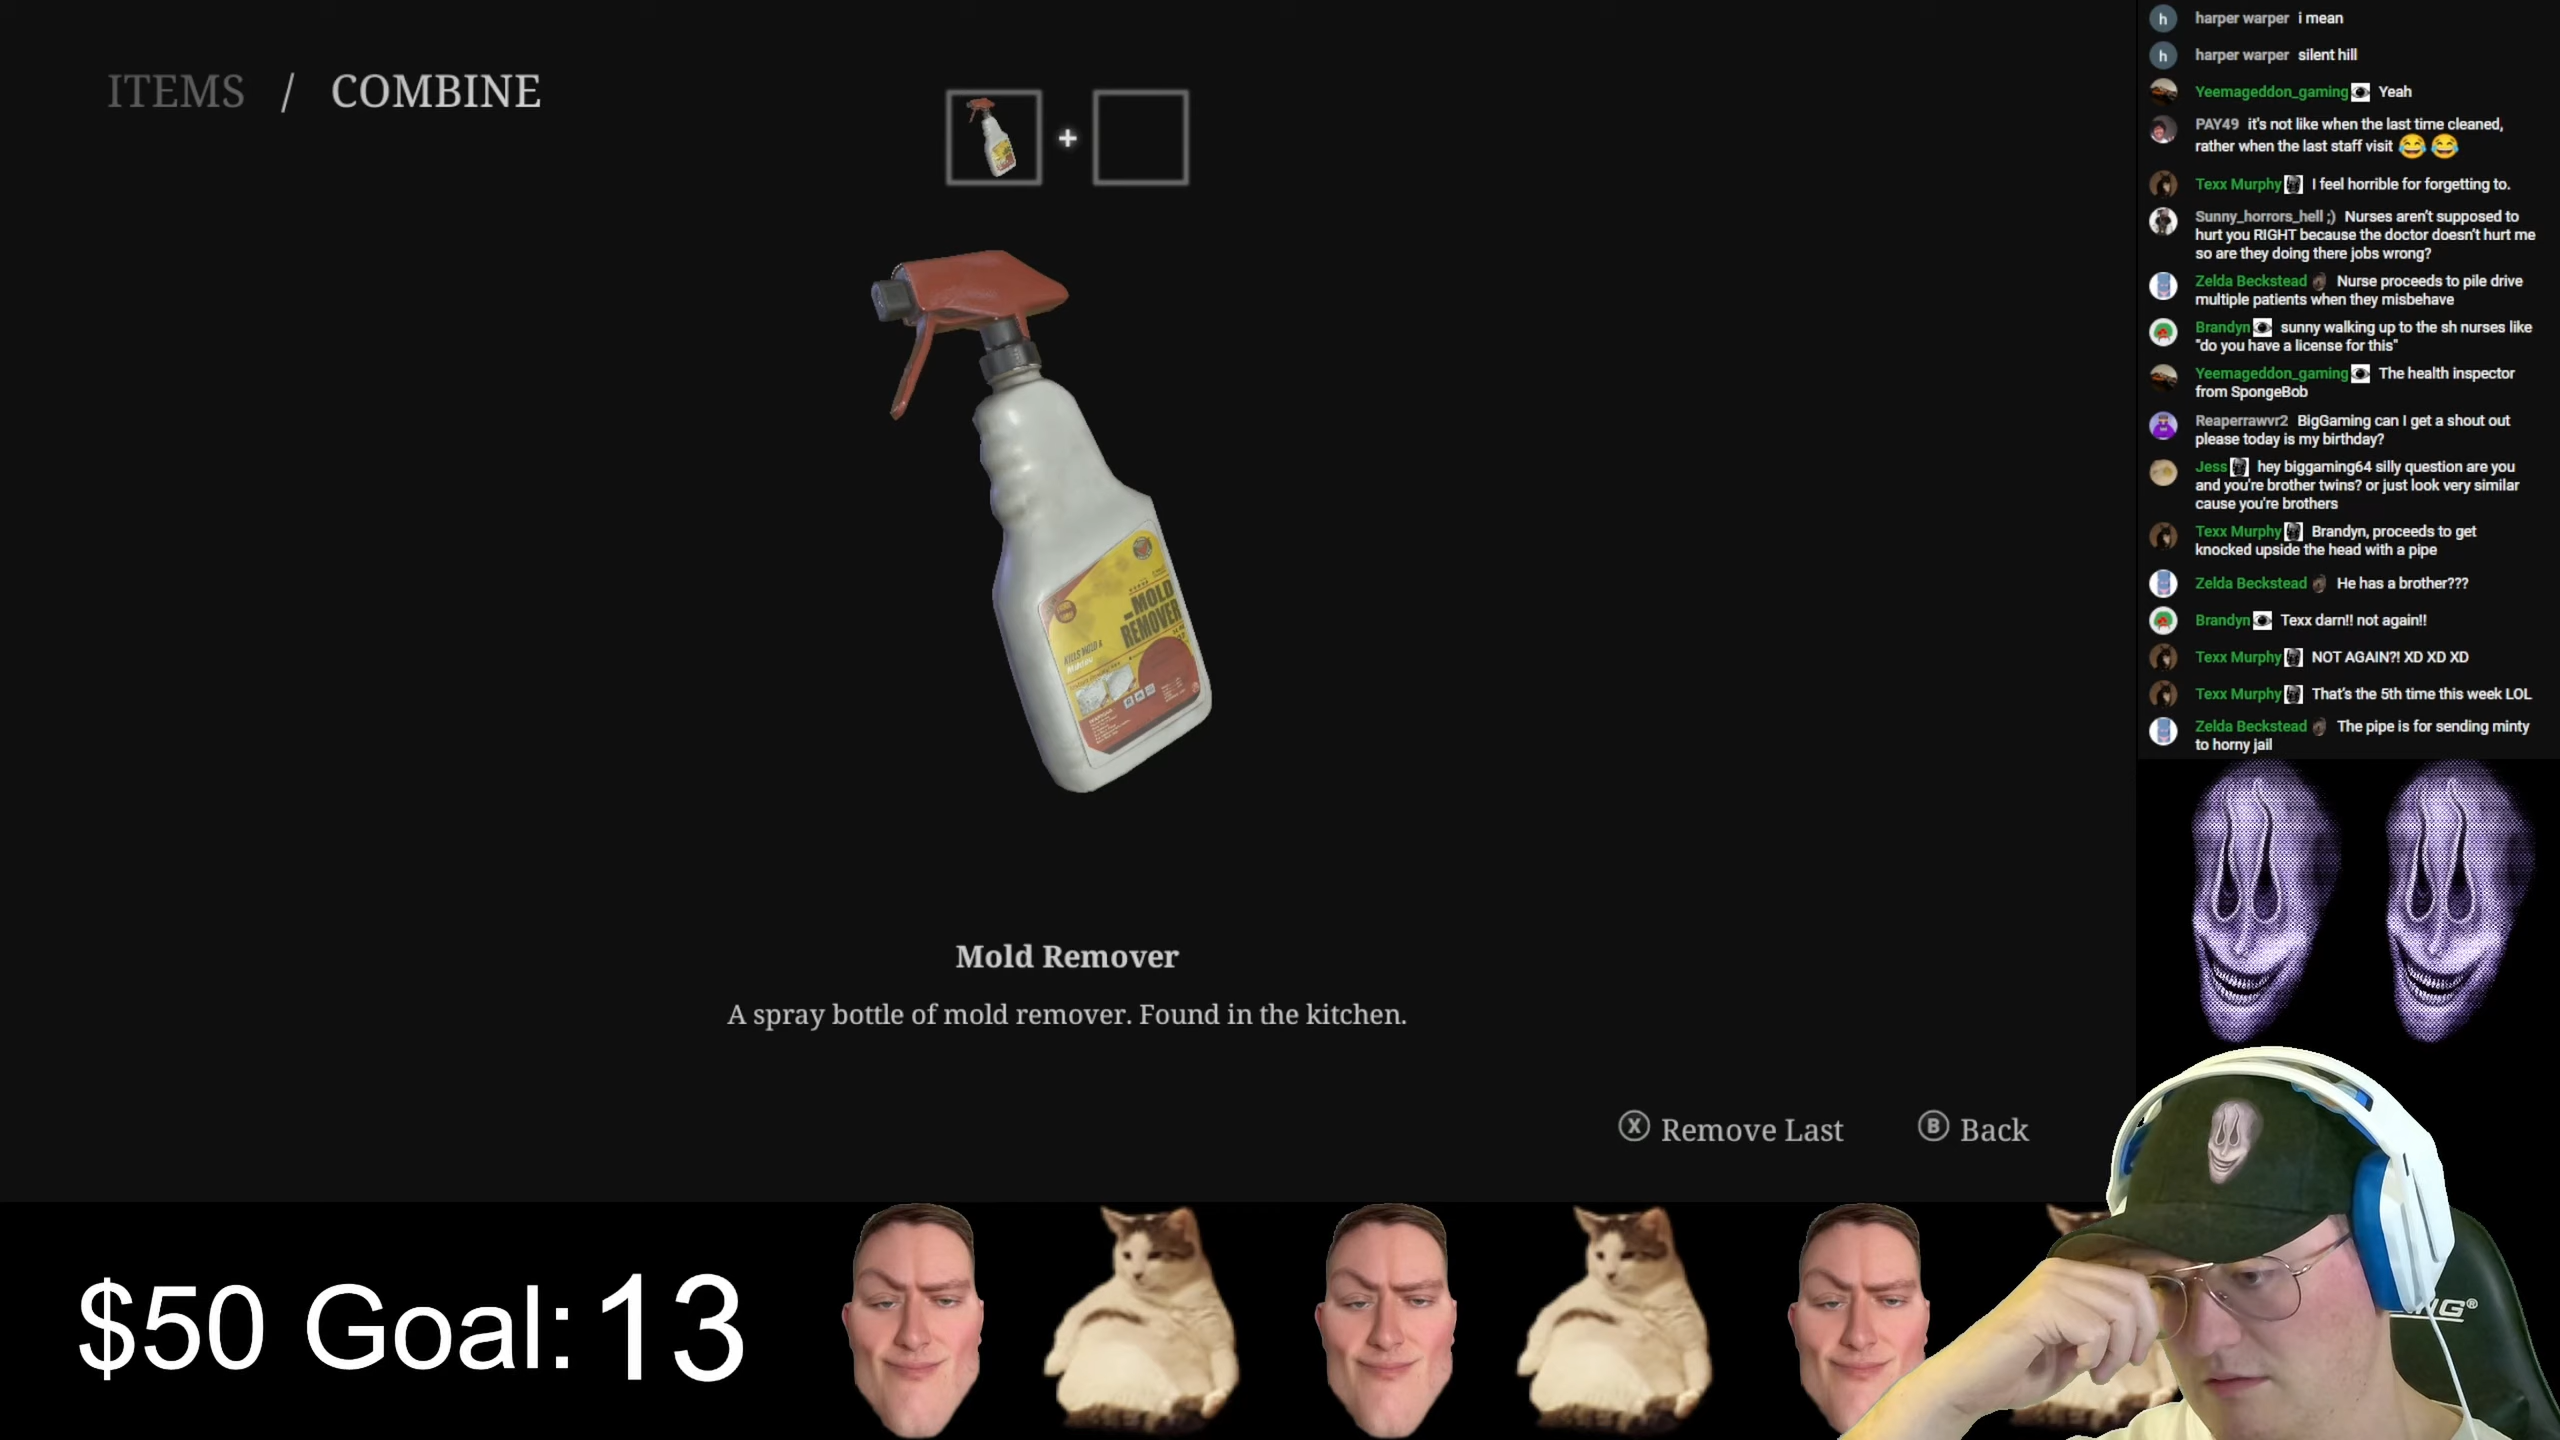 ITEMS / COMBINE
+
MOLD
REMOVER
KILLS MOLD &
Mold Remover
A spray bottle of mold remover. Found in the kitchen.
X Remove Last
B Back
h harper warper i mean
h harper warper silent hill
Yeemageddon_gaming Yeah
PAY49 it's not like when the last time cleaned,
rather when the last staff visit 😂😂
Texx Murphy I feel horrible for forgetting to.
Sunny_horrors_hell ;) Nurses aren't supposed to
hurt you RIGHT because the doctor doesn't hurt me
so are they doing there jobs wrong?
Zelda Beckstead Nurse proceeds to pile drive
multiple patients when they misbehave
Brandyn sunny walking up to the sh nurses like
"do you have a license for this"
Yeemageddon_gaming The health inspector
from SpongeBob
Reaperrawvr2 BigGaming can I get a shout out
please today is my birthday?
Jess hey biggaming64 silly question are you
and you're brother twins? or just look very similar
cause you're brothers
Texx Murphy Brandyn, proceeds to get
knocked upside the head with a pipe
Zelda Beckstead He has a brother???
Brandyn Texx darn!! not again!!
Texx Murphy NOT AGAIN?! XD XD XD
Texx Murphy That's the 5th time this week LOL
Zelda Beckstead The pipe is for sending minty
to horny jail
$50 Goal: 13